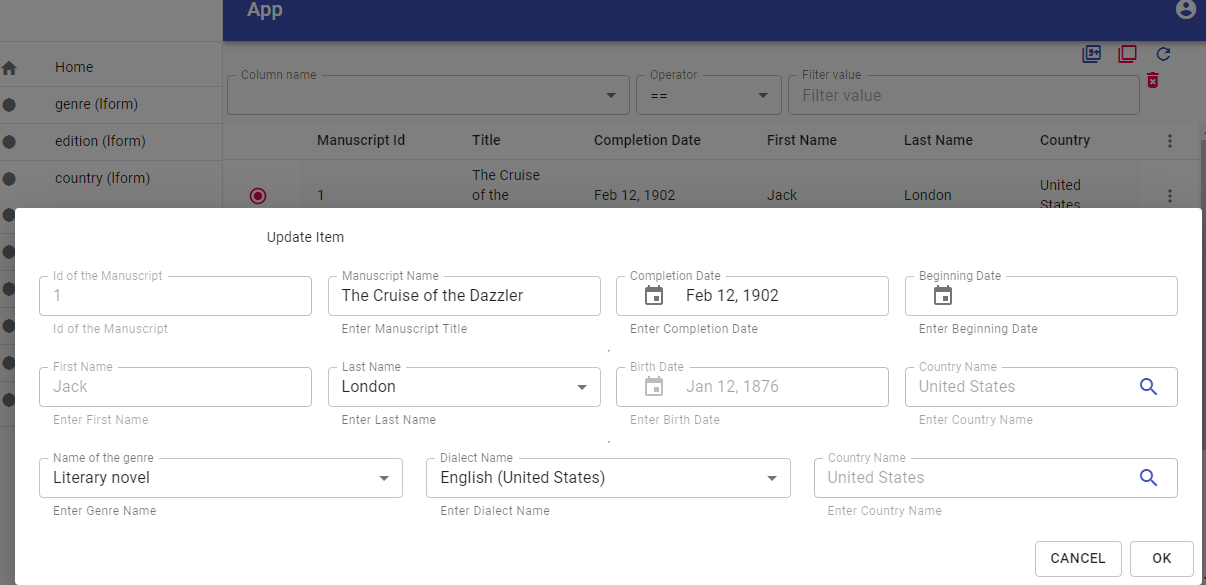 App
Home
genre (lform)
edition (lform)
country (lform)
9+
Column name
Operator
==
Filter value
Filter value
Manuscript Id Title Completion Date First Name Last Name Country
1 The Cruise of the Feb 12, 1902 Jack London United States
Update Item
Id of the Manuscript Manuscript Name Completion Date Beginning Date
1 The Cruise of the Dazzler Feb 12, 1902
Id of the Manuscript Enter Manuscript Title Enter Completion Date Enter Beginning Date
First Name Last Name Birth Date Country Name
Jack London Jan 12, 1876 United States
Enter First Name Enter Last Name Enter Birth Date Enter Country Name
Name of the genre Dialect Name Country Name
Literary novel English (United States) United States
Enter Genre Name Enter Dialect Name Enter Country Name
CANCEL OK